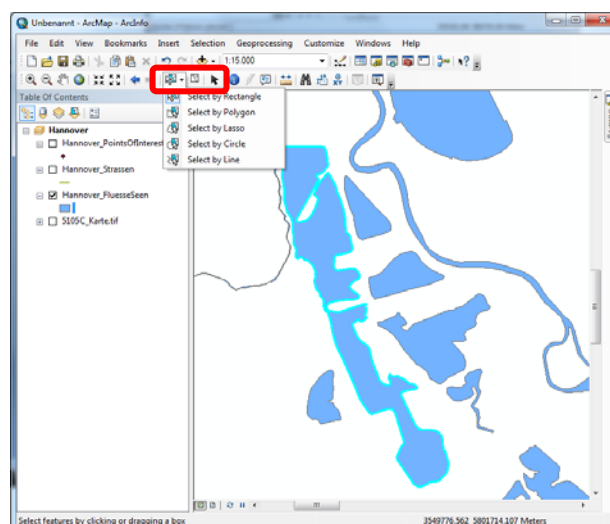 Unbenannt - ArcMap - ArcInfo
File Edit View Bookmarks Insert Selection Geoprocessing Customize Windows Help
1:15.000
Table Of Contents
Select by Rectangle
Select by Polygon
Select by Lasso
Select by Circle
Select by Line
Hannover
Hannover_PointsOfInterest
Hannover_Strassen
Hannover_FluesseSeen
5105C_Karte.tif
Select features by clicking or dragging a box
3549776,562 5801714,107 Meters